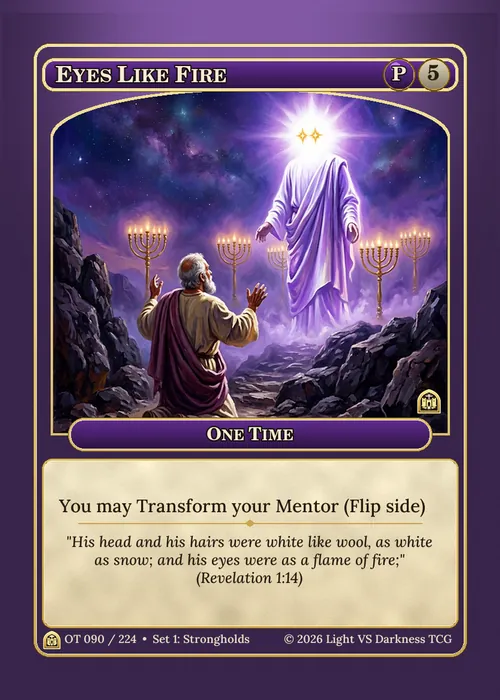 Eyes Like Fire
P 5
One Time
You may Transform your Mentor (Flip side)
"His head and his hairs were white like wool, as white
as snow; and his eyes were as a flame of fire;"
(Revelation 1:14)
OT 090 / 224 • Set 1: Strongholds © 2026 Light VS Darkness TCG